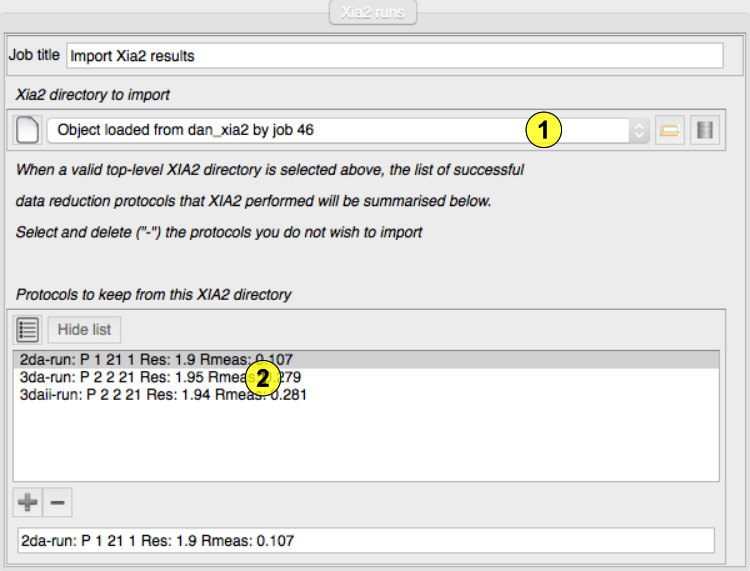 Xia2 runs
Job title Import Xia2 results
Xia2 directory to import
Object loaded from dan_xia2 by job 46 1
When a valid top-level XIA2 directory is selected above, the list of successful
data reduction protocols that XIA2 performed will be summarised below.
Select and delete ("-") the protocols you do not wish to import
Protocols to keep from this XIA2 directory
Hide list
2da-run: P 1 21 1 Res: 1.9 Rmeas: 0.107
3da-run: P 2 2 21 Res: 1.95 Rmeas: 0.279
2
3daii-run: P 2 2 21 Res: 1.94 Rmeas: 0.281
2da-run: P 1 21 1 Res: 1.9 Rmeas: 0.107